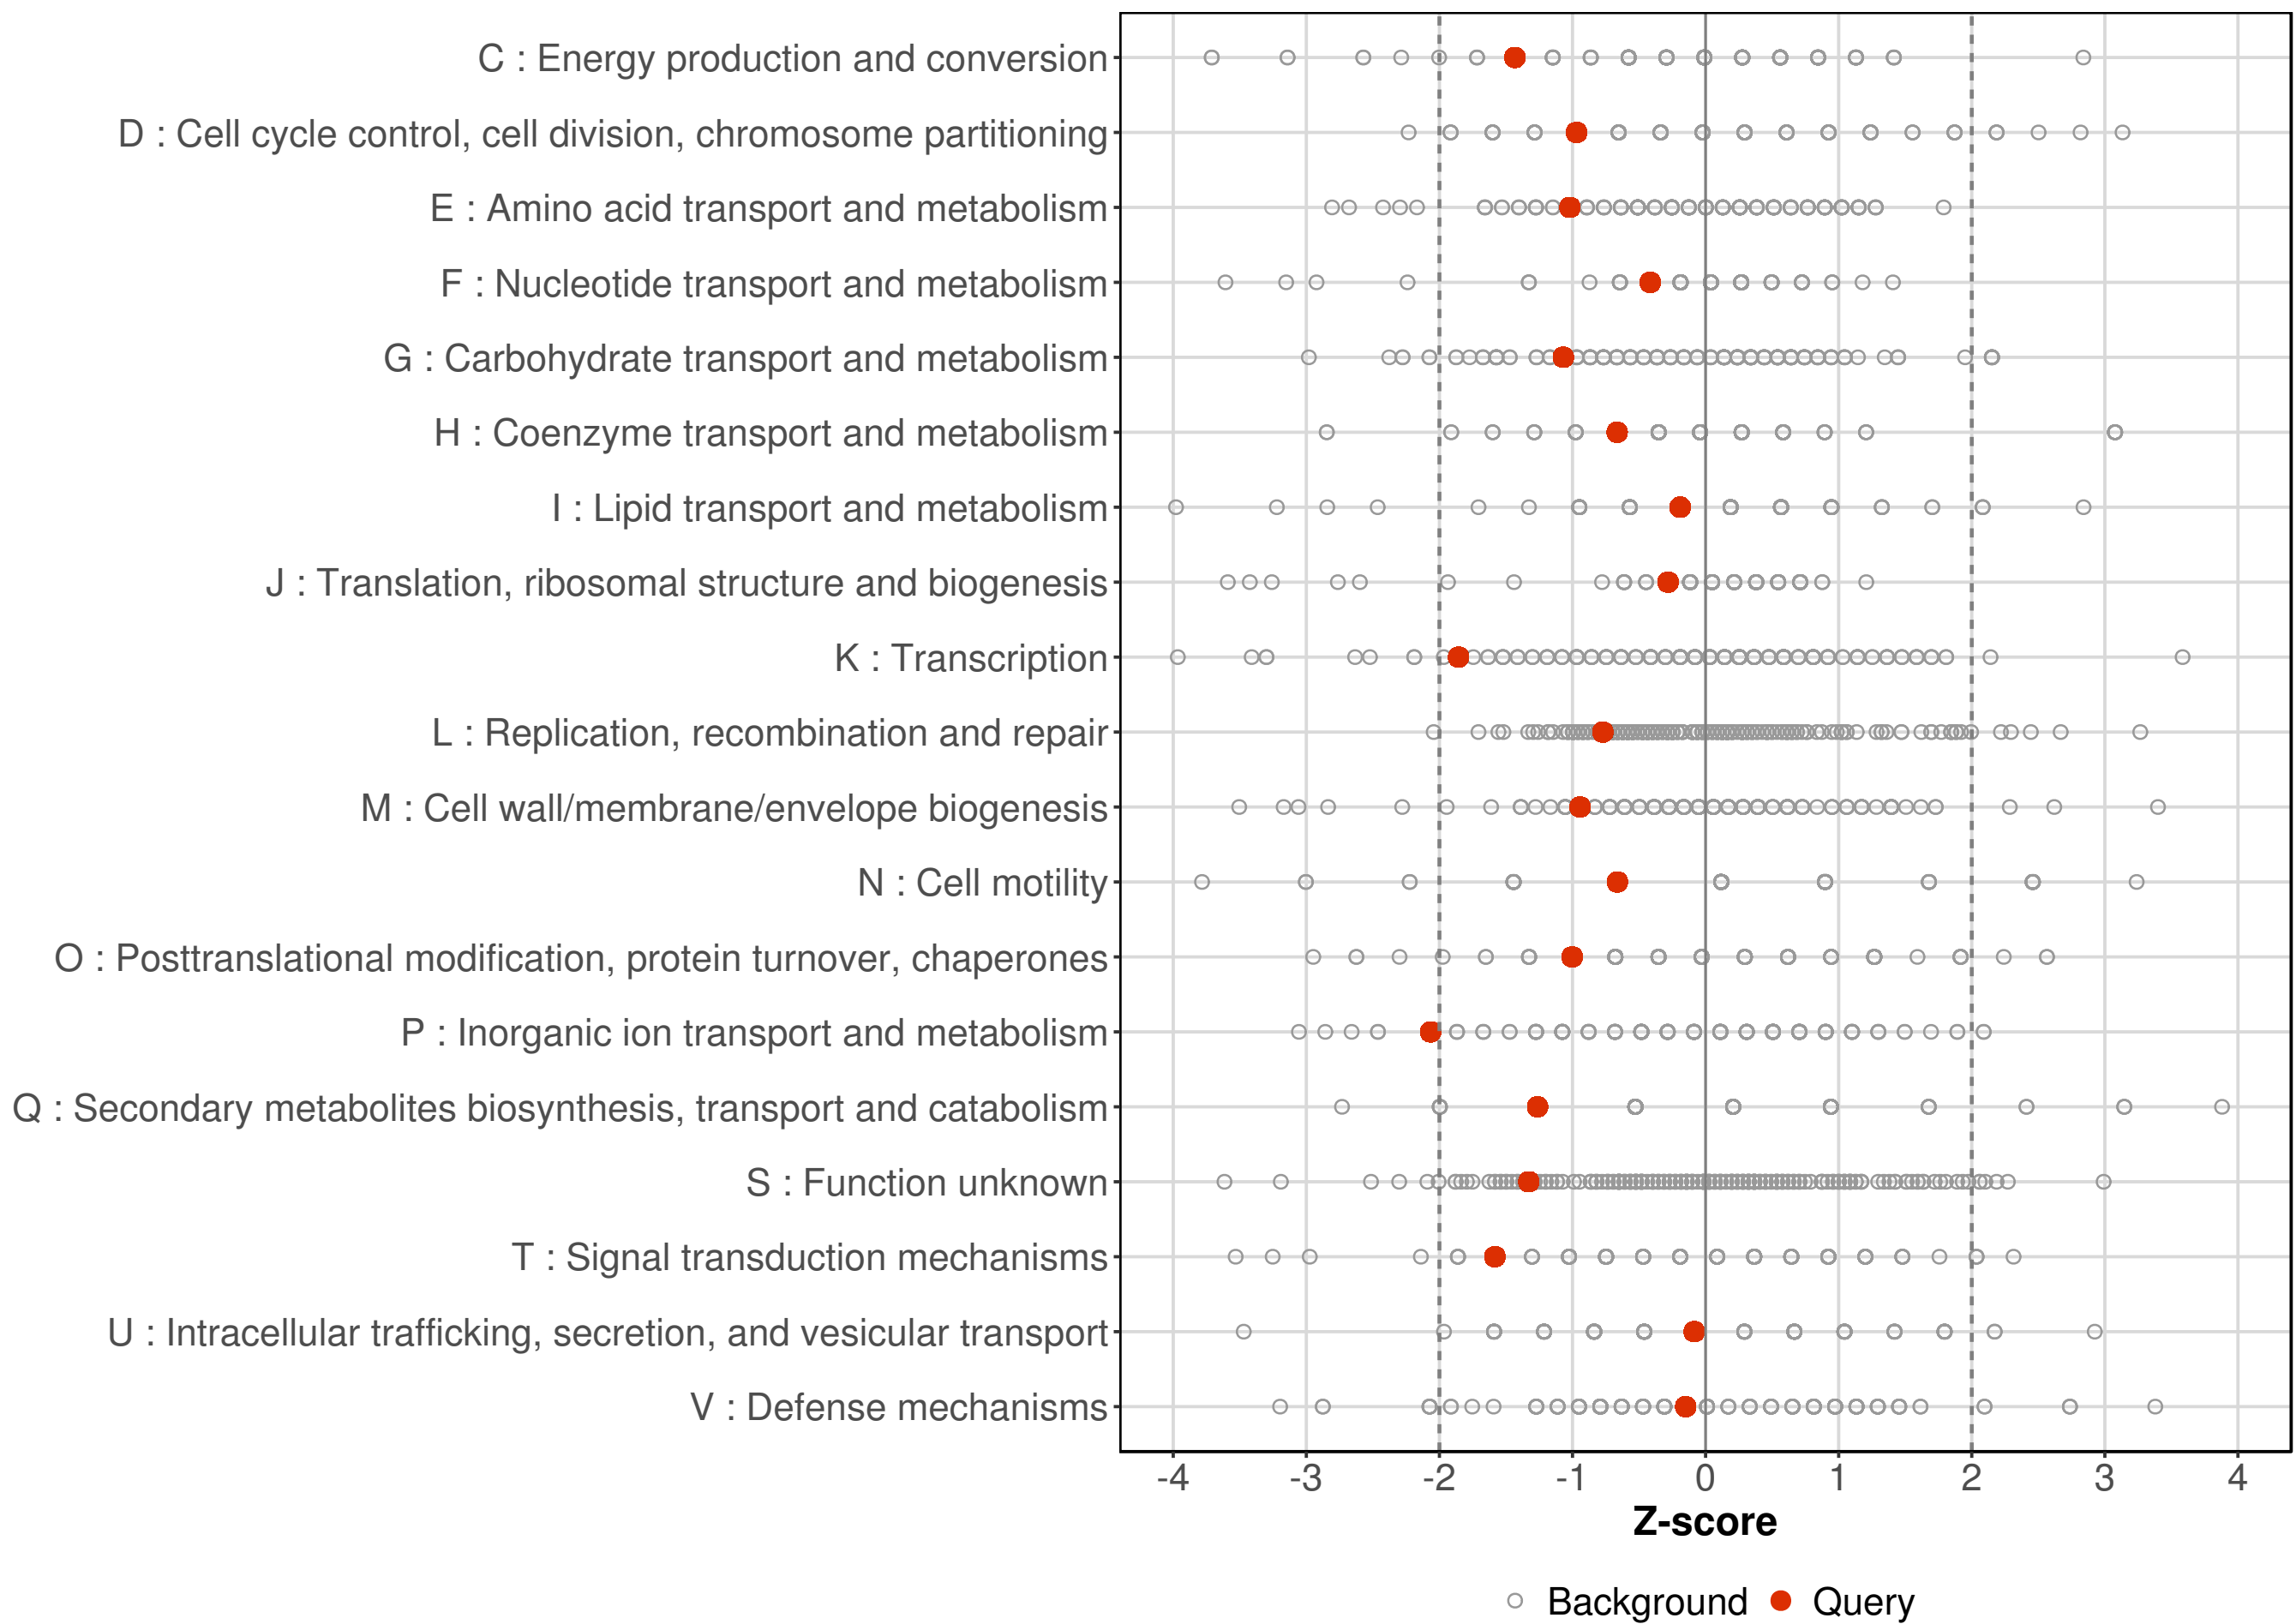 C : Energy production and conversion
D : Cell cycle control, cell division, chromosome partitioning
E : Amino acid transport and metabolism
F : Nucleotide transport and metabolism
G : Carbohydrate transport and metabolism
H : Coenzyme transport and metabolism
I : Lipid transport and metabolism
J : Translation, ribosomal structure and biogenesis
K : Transcription
L : Replication, recombination and repair
M : Cell wall/membrane/envelope biogenesis
N : Cell motility
O : Posttranslational modification, protein turnover, chaperones
P : Inorganic ion transport and metabolism
Q : Secondary metabolites biosynthesis, transport and catabolism
S : Function unknown
T : Signal transduction mechanisms
U : Intracellular trafficking, secretion, and vesicular transport
V : Defense mechanisms
-4 -3 -2 -1 0 1 2 3 4
Z-score
Background Query